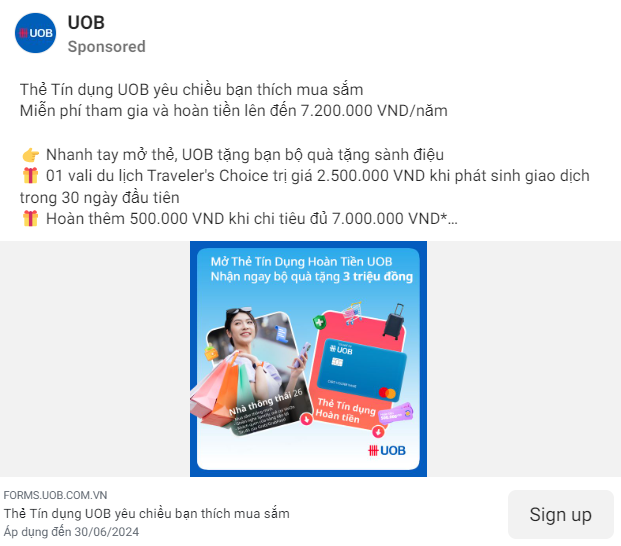 UOB
UOB
Sponsored
Thẻ Tín dụng UOB yêu chiều bạn thích mua sắm
Miễn phí tham gia và hoàn tiền lên đến 7.200.000 VND/năm
👉 Nhanh tay mở thẻ, UOB tặng bạn bộ quà tặng sành điệu
🎁 01 vali du lịch Traveler's Choice trị giá 2.500.000 VND khi phát sinh giao dịch
trong 30 ngày đầu tiên
🎁 Hoàn thêm 500.000 VND khi chi tiêu đủ 7.000.000 VND*…
Mở Thẻ Tín Dụng Hoàn Tiền UOB
Nhận ngay bộ quà tặng 3 triệu đồng
UOB
Nhà thông thái 26
Thẻ Tín dụng
Hoàn tiền
UOB
FORMS.UOB.COM.VN
Thẻ Tín dụng UOB yêu chiều bạn thích mua sắm
Áp dụng đến 30/06/2024
Sign up